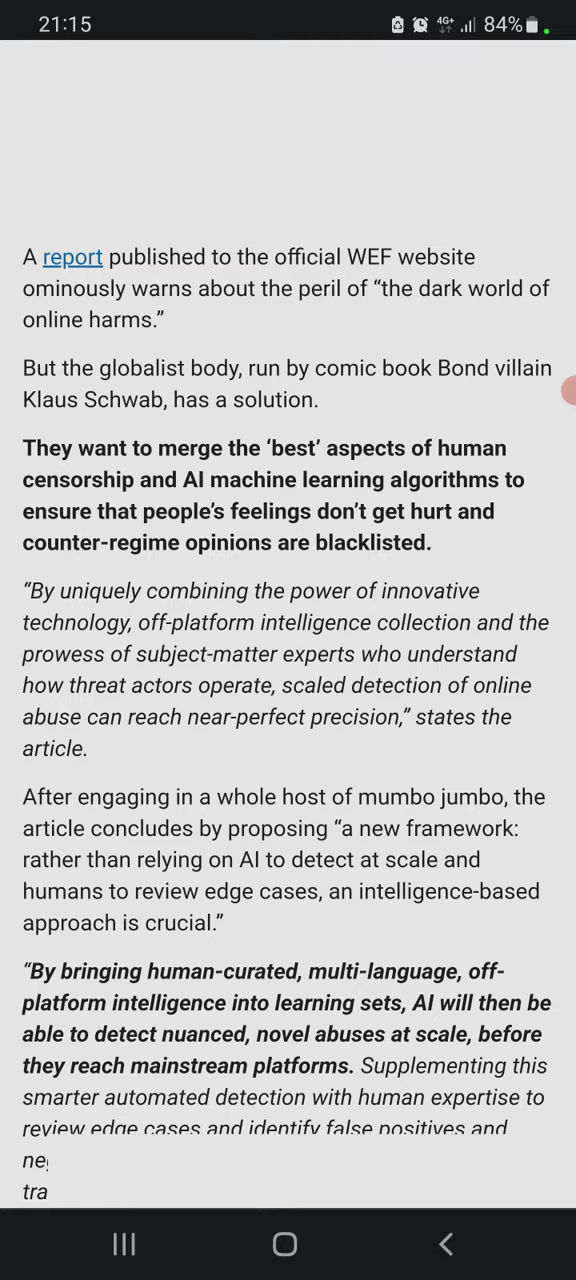 21:15
4G+
84%
A report published to the official WEF website
ominously warns about the peril of “the dark world of
online harms.”
But the globalist body, run by comic book Bond villain
Klaus Schwab, has a solution.
They want to merge the ‘best’ aspects of human
censorship and AI machine learning algorithms to
ensure that people’s feelings don’t get hurt and
counter-regime opinions are blacklisted.
“By uniquely combining the power of innovative
technology, off-platform intelligence collection and the
prowess of subject-matter experts who understand
how threat actors operate, scaled detection of online
abuse can reach near-perfect precision,” states the
article.
After engaging in a whole host of mumbo jumbo, the
article concludes by proposing “a new framework:
rather than relying on AI to detect at scale and
humans to review edge cases, an intelligence-based
approach is crucial.”
“By bringing human-curated, multi-language, off-
platform intelligence into learning sets, AI will then be
able to detect nuanced, novel abuses at scale, before
they reach mainstream platforms. Supplementing this
smarter automated detection with human expertise to
review edge cases and identify false positives and